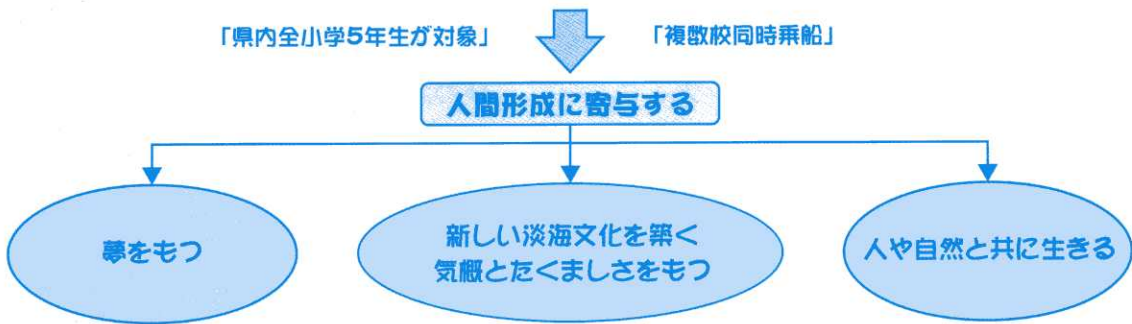 「県内全小学5年生が対象」 「複数校同時乗船」
人間形成に寄与する
夢をもつ
新しい淡海文化を築く
気概とたくましさをもつ
人や自然と共に生きる